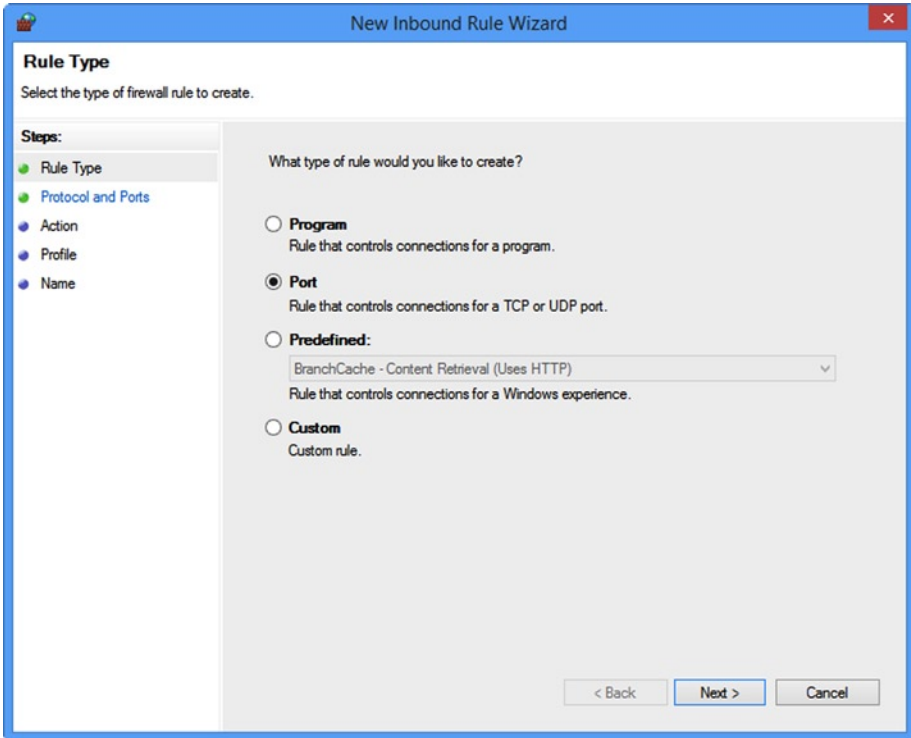 New Inbound Rule Wizard
Rule Type
Select the type of firewall rule to create.
Steps:
Rule Type
Protocol and Ports
Action
Profile
Name
What type of rule would you like to create?
Program
Rule that controls connections for a program.
Port
Rule that controls connections for a TCP or UDP port.
Predefined:
BranchCache - Content Retrieval (Uses HTTP)
Rule that controls connections for a Windows experience.
Custom
Custom rule.
< Back Next > Cancel